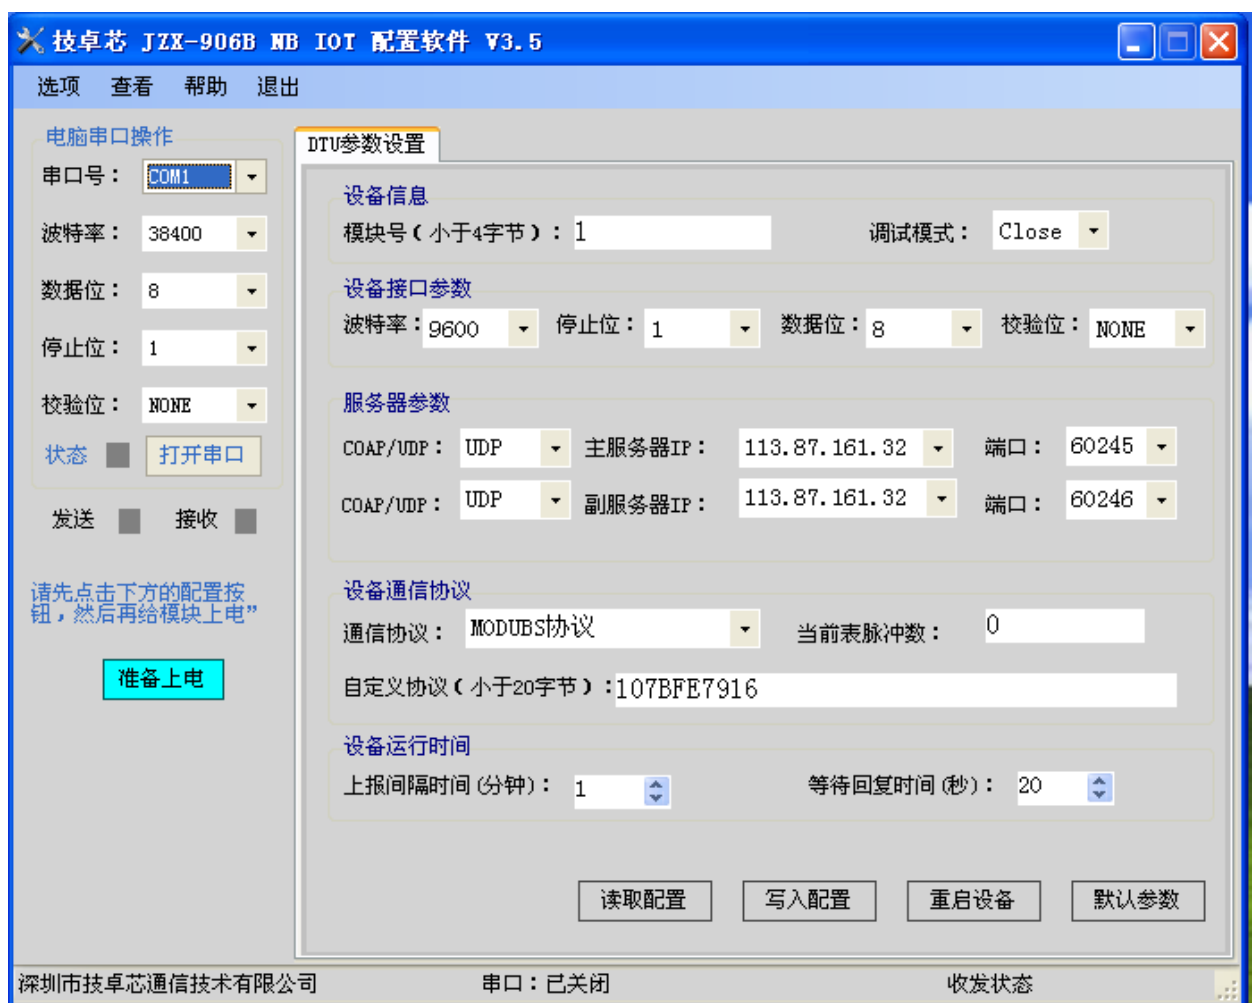 技卓芯 JZX-906B NB IOT 配置软件 V3.5
选项 查看 帮助 退出
电脑串口操作
串口号： COM1
波特率： 38400
数据位： 8
停止位： 1
校验位： NONE
状态 打开串口
发送 接收
请先点击下方的配置按
钮，然后再给模块上电”
准备上电
DTU参数设置
设备信息
模块号(小于4字节)： 1 调试模式： Close
设备接口参数
波特率： 9600 停止位： 1 数据位： 8 校验位： NONE
服务器参数
COAP/UDP： UDP 主服务器IP： 113.87.161.32 端口： 60245
COAP/UDP： UDP 副服务器IP： 113.87.161.32 端口： 60246
设备通信协议
通信协议： MODUBS协议 当前表脉冲数： 0
自定义协议(小于20字节)：107BFE7916
设备运行时间
上报间隔时间(分钟)： 1 等待回复时间(秒)： 20
读取配置 写入配置 重启设备 默认参数
深圳市技卓芯通信技术有限公司 串口：已关闭 收发状态